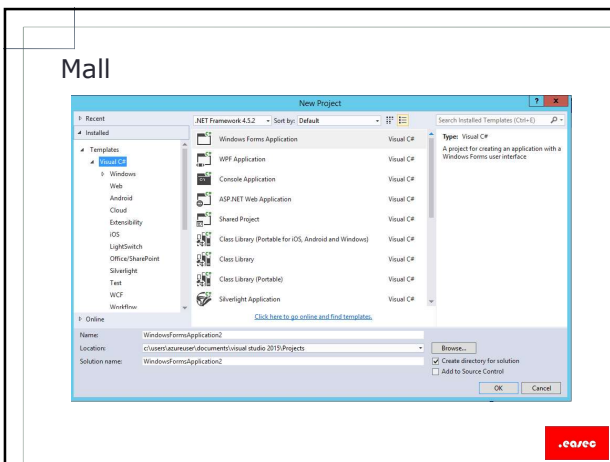 Mall
New Project
? x
Recent
Installed
Templates
Visual C#
Windows
Web
Android
Cloud
Extensibility
iOS
LightSwitch
Office/SharePoint
Silverlight
Test
WCF
Workflow
Online
.NET Framework 4.5.2 Sort by: Default
Windows Forms Application Visual C#
WPF Application Visual C#
Console Application Visual C#
ASP.NET Web Application Visual C#
Shared Project Visual C#
Class Library (Portable for iOS, Android and Windows) Visual C#
Class Library Visual C#
Class Library (Portable) Visual C#
Silverlight Application Visual C#
Click here to go online and find templates.
Search Installed Templates (Ctrl+E)
Type: Visual C#
A project for creating an application with a
Windows Forms user interface
Name: WindowsFormsApplication2
Location: c:\users\azureuser\documents\visual studio 2015\Projects Browse...
Solution name: WindowsFormsApplication2
Create directory for solution
Add to Source Control
OK Cancel
.easec